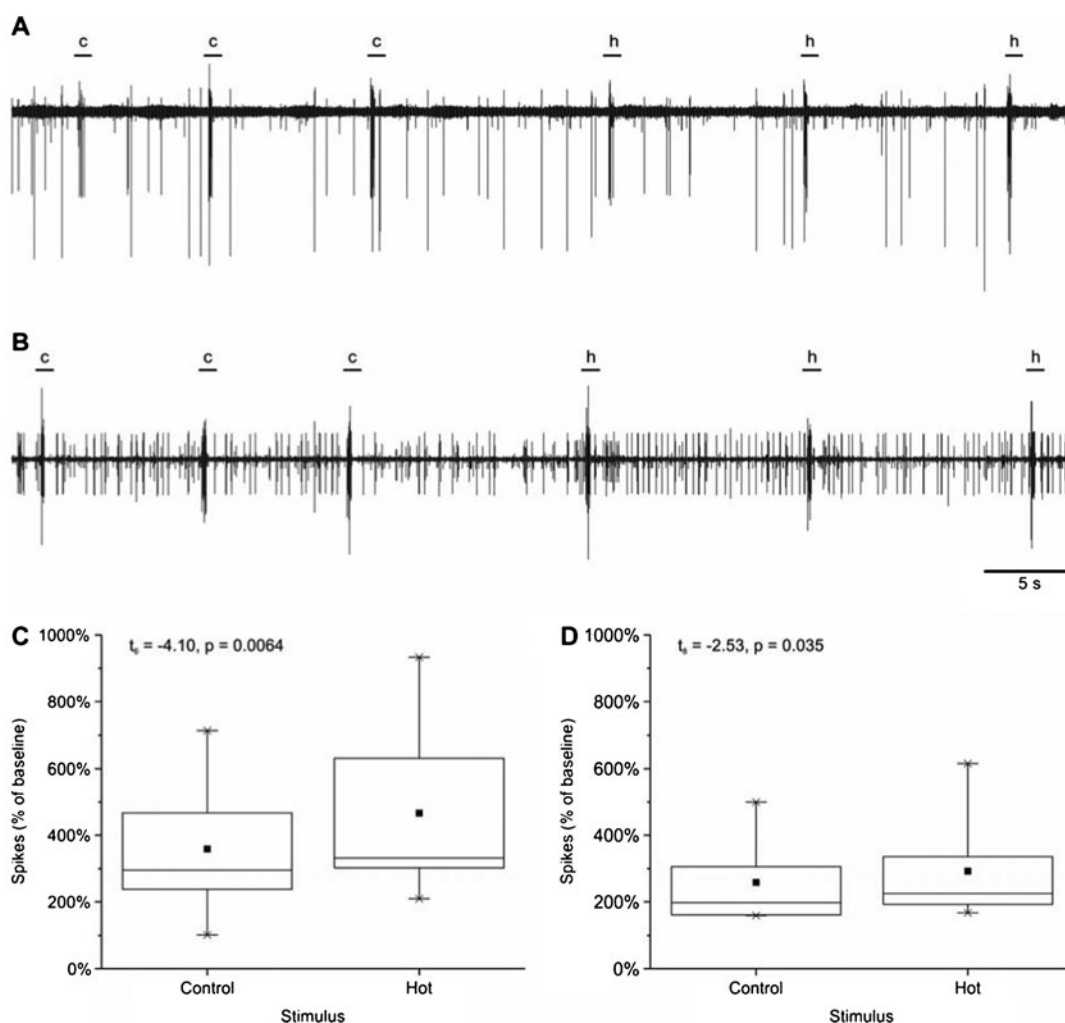 A
c c c h h h
B
c c c h h h
5 s
C
t₆ = -4.10, p = 0.0064
1000%
800%
600%
400%
200%
0%
Spikes (% of baseline)
Control Hot
Stimulus
D
t₈ = -2.53, p = 0.035
1000%
800%
600%
400%
200%
0%
Spikes (% of baseline)
Control Hot
Stimulus